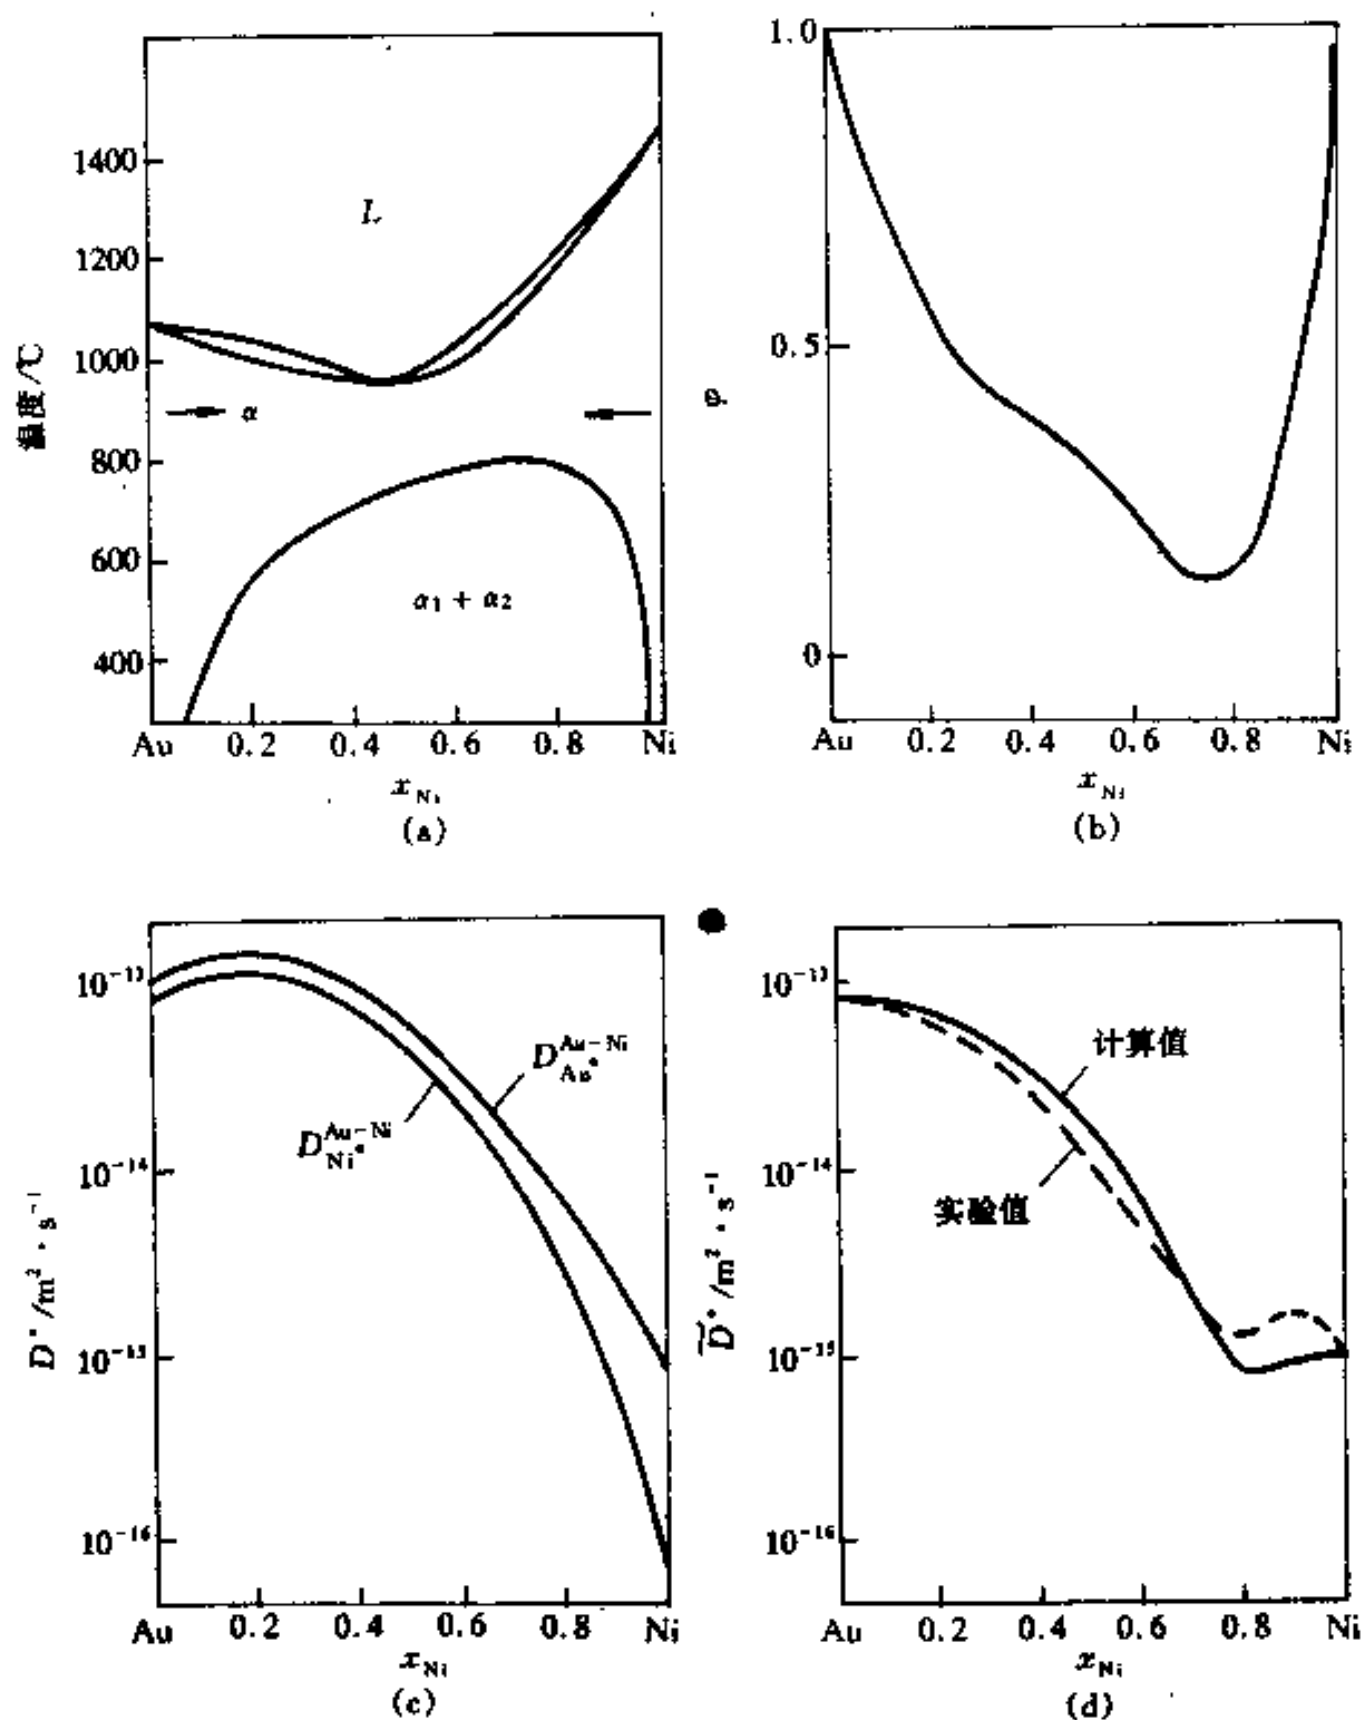 温度/℃
1400
1200
1000
800
600
400
L
α
α₁ + α₂
Au 0.2 0.4 0.6 0.8 Ni
x_Ni
(a)
1.0
0.5
0
Au 0.2 0.4 0.6 0.8 Ni
x_Ni
(b)
D* /m²·s⁻¹
10⁻¹³
10⁻¹⁴
10⁻¹⁵
10⁻¹⁶
D_Au*^Au-Ni
D_Ni*^Au-Ni
Au 0.2 0.4 0.6 0.8 Ni
x_Ni
(c)
/m²·s⁻¹
10⁻¹³
10⁻¹⁴
10⁻¹⁵
10⁻¹⁶
计算值
实验值
Au 0.2 0.4 0.6 0.8 Ni
x_Ni
(d)